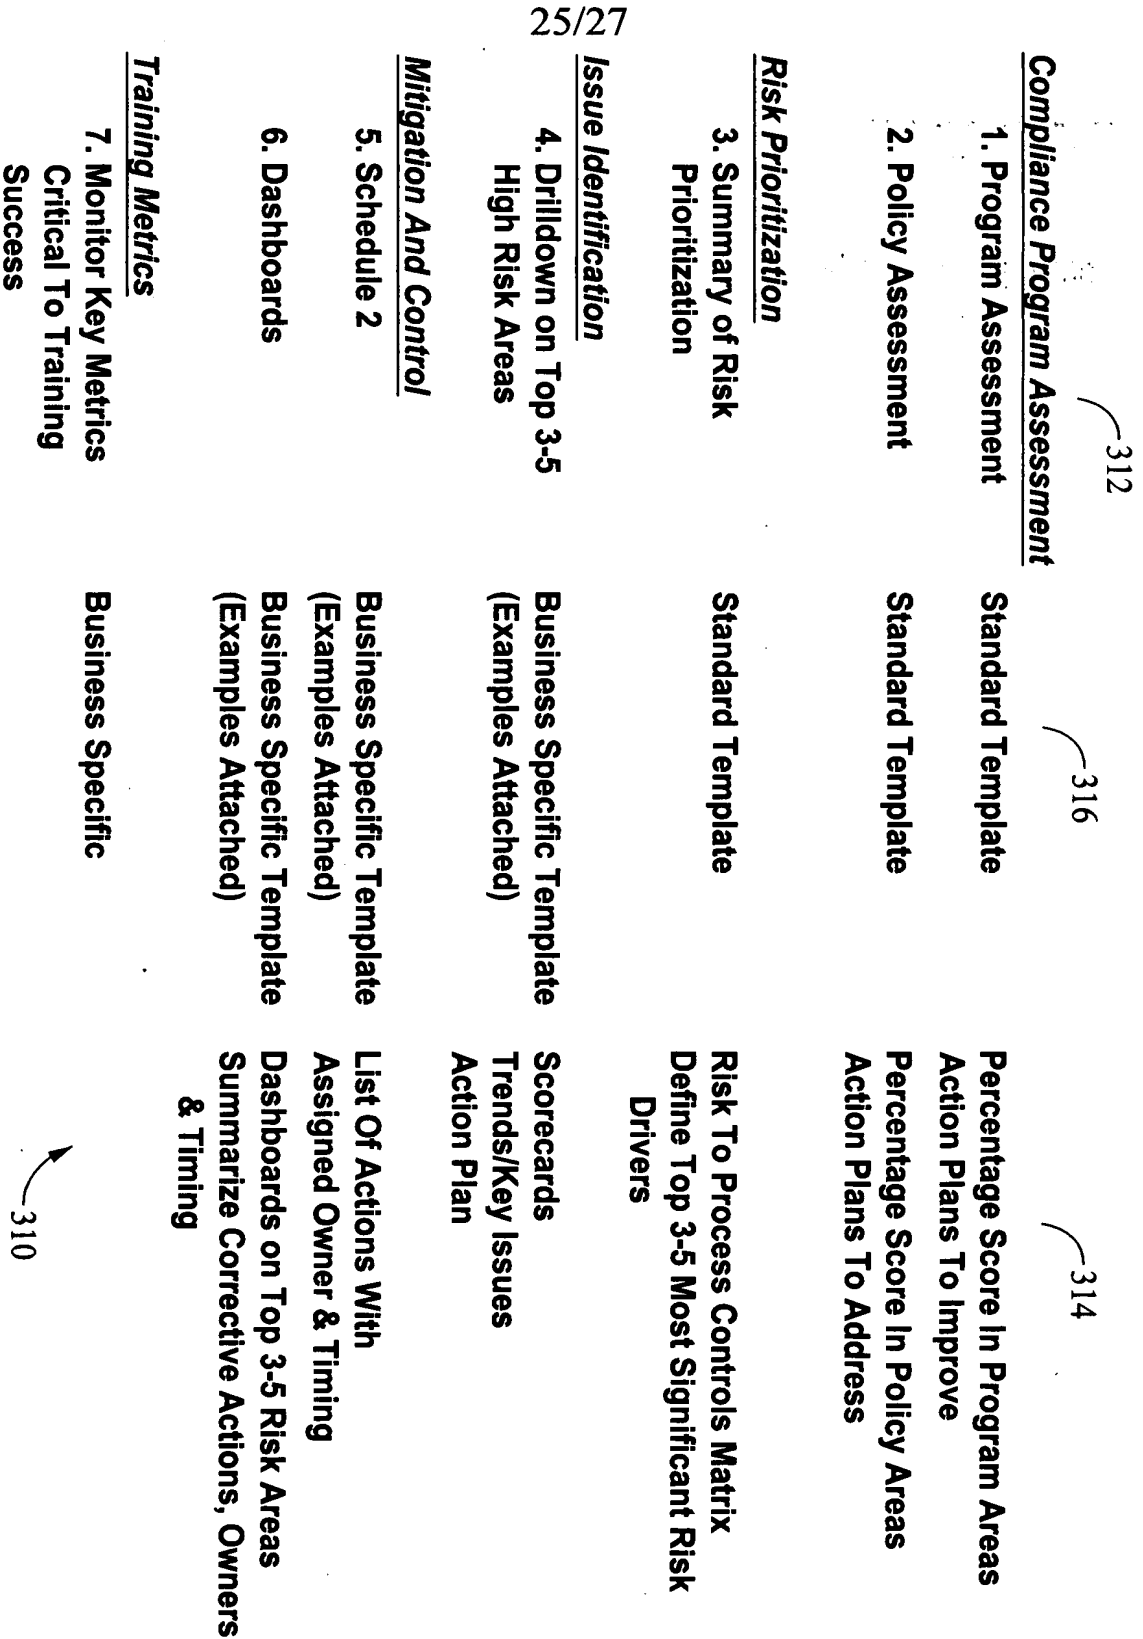 25/27
312
316
314
Compliance Program Assessment
1. Program Assessment
Standard Template
Percentage Score In Program Areas
Action Plans To Improve
2. Policy Assessment
Standard Template
Percentage Score In Policy Areas
Action Plans To Address
Risk Prioritization
3. Summary of Risk
Prioritization
Standard Template
Risk To Process Controls Matrix
Define Top 3-5 Most Significant Risk
Drivers
Issue Identification
4. Drilldown on Top 3-5
High Risk Areas
Business Specific Template
(Examples Attached)
Scorecards
Trends/Key Issues
Action Plan
Mitigation And Control
5. Schedule 2
Business Specific Template
(Examples Attached)
List Of Actions With
Assigned Owner & Timing
6. Dashboards
Business Specific Template
(Examples Attached)
Dashboards on Top 3-5 Risk Areas
Summarize Corrective Actions, Owners
& Timing
Training Metrics
7. Monitor Key Metrics
Critical To Training
Success
Business Specific
310